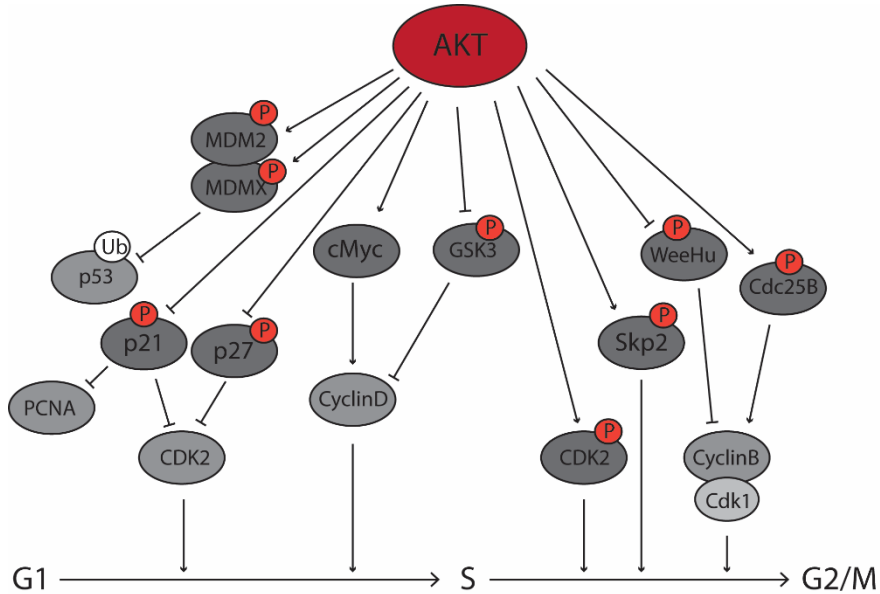 AKT
P
MDM2
P
MDMX
Ub
p53
cMyc
P
GSK3
P
WeeHu
P
Cdc25B
P
p21
P
p27
P
Skp2
PCNA
CyclinD
CDK2
P
CDK2
CyclinB
Cdk1
G1
S
G2/M